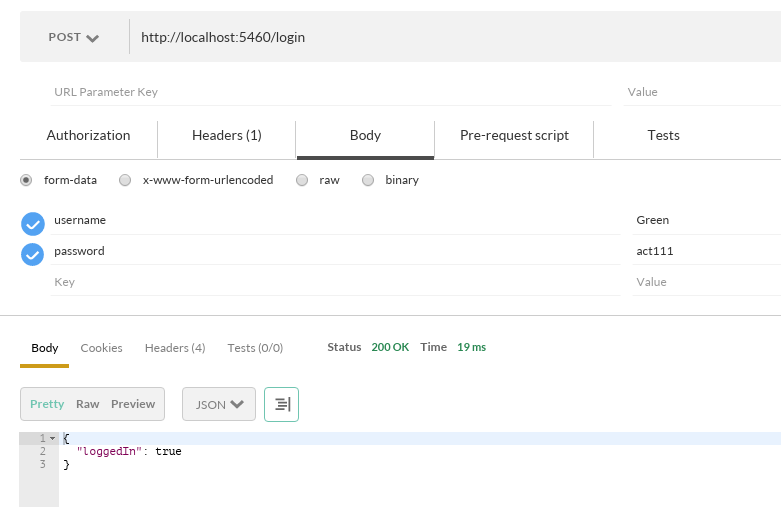 POST http://localhost:5460/login
URL Parameter Key Value
Authorization Headers (1) Body Pre-request script Tests
form-data x-www-form-urlencoded raw binary
username Green
password act111
Key Value
Body Cookies Headers (4) Tests (0/0) Status 200 OK Time 19 ms
Pretty Raw Preview JSON
1 {
2 "loggedIn": true
3 }